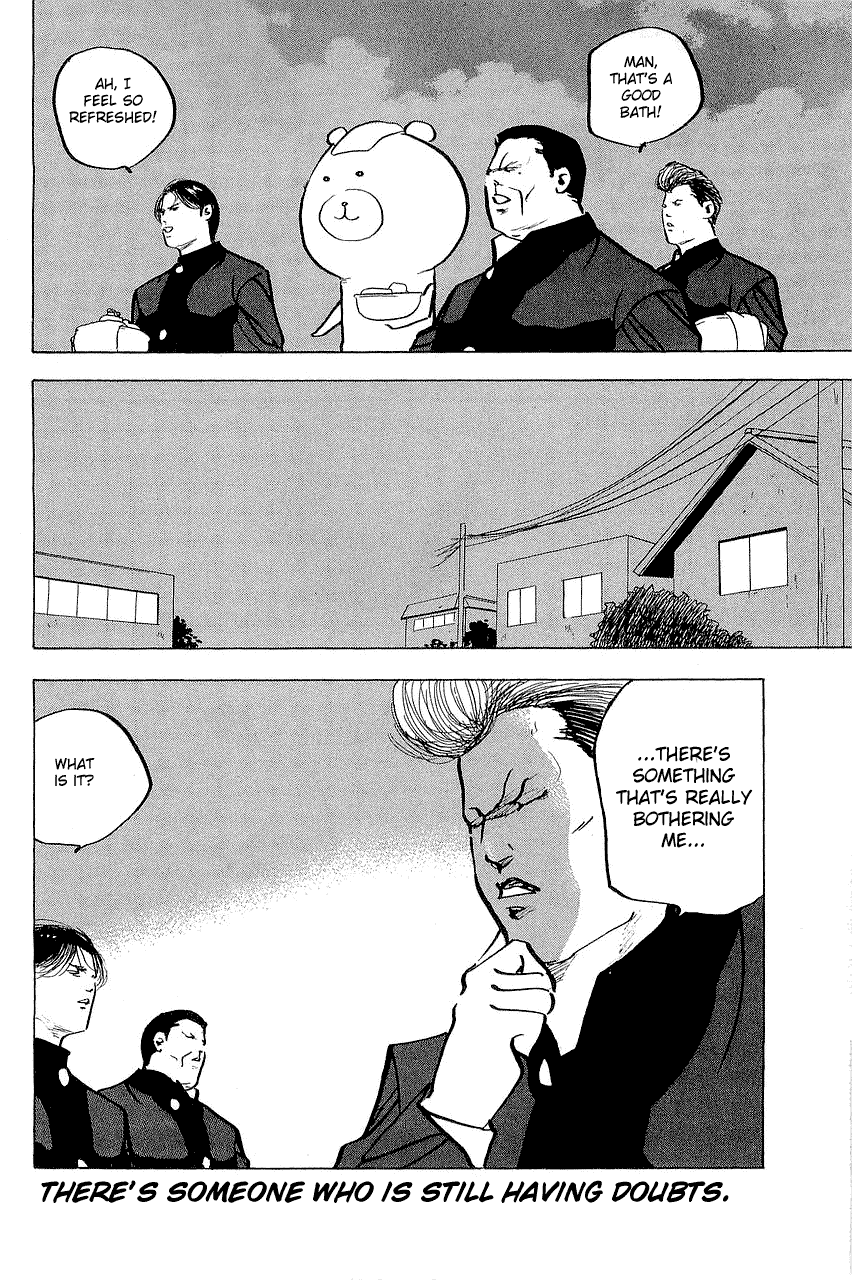 MAN,
THAT'S A
GOOD
BATH!
AH, I
FEEL SO
REFRESHED!
...THERE'S
SOMETHING
THAT'S REALLY
BOTHERING
ME...
WHAT
IS IT?
THERE'S SOMEONE WHO IS STILL HAVING DOUBTS.